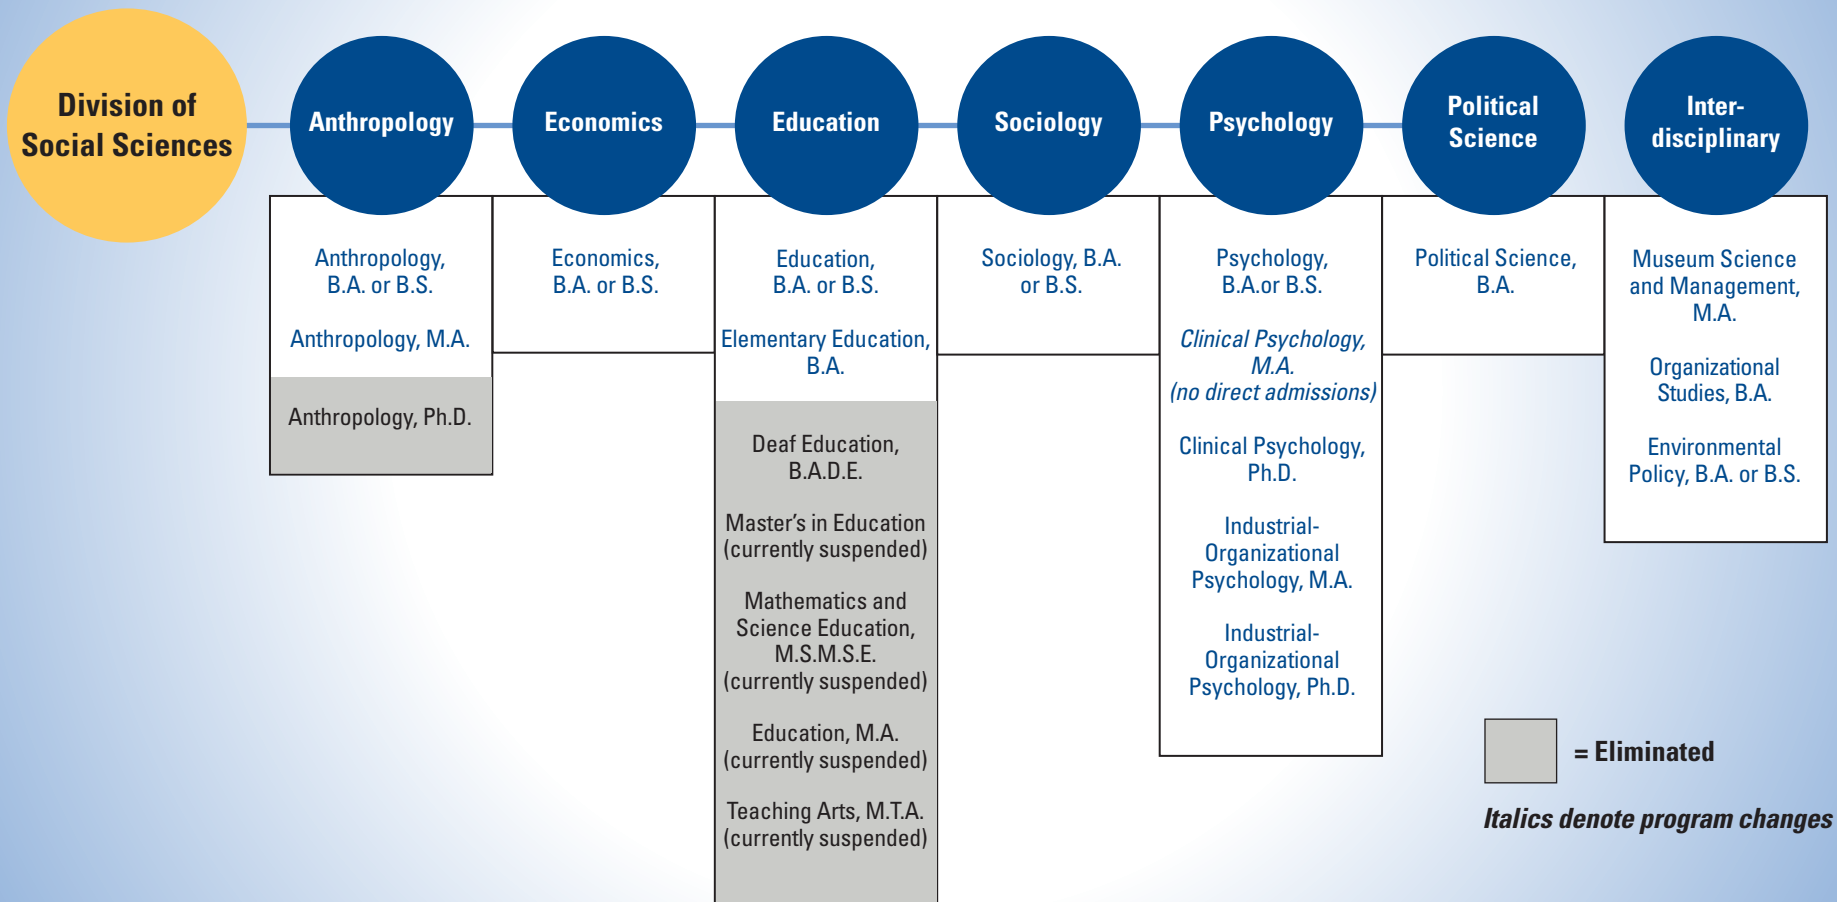 Division of
Social Sciences
Anthropology
Economics
Education
Sociology
Psychology
Political
Science
Inter-
disciplinary
Anthropology,
B.A. or B.S.
Anthropology, M.A.
Anthropology, Ph.D.
Economics,
B.A. or B.S.
Education,
B.A. or B.S.
Elementary Education,
B.A.
Deaf Education,
B.A.D.E.
Master's in Education
(currently suspended)
Mathematics and
Science Education,
M.S.M.S.E.
(currently suspended)
Education, M.A.
(currently suspended)
Teaching Arts, M.T.A.
(currently suspended)
Sociology, B.A.
or B.S.
Psychology,
B.A.or B.S.
Clinical Psychology,
M.A.
(no direct admissions)
Clinical Psychology,
Ph.D.
Industrial-
Organizational
Psychology, M.A.
Industrial-
Organizational
Psychology, Ph.D.
Political Science,
B.A.
Museum Science
and Management,
M.A.
Organizational
Studies, B.A.
Environmental
Policy, B.A. or B.S.
= Eliminated
Italics denote program changes